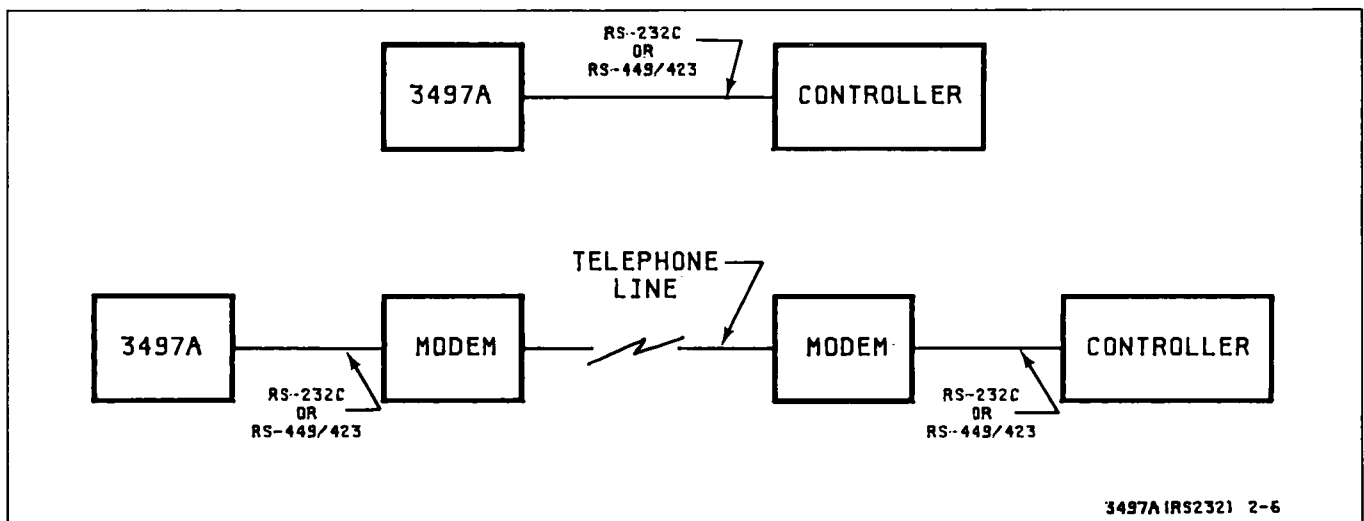 RS-232C
OR
RS-449/423
3497A
CONTROLLER
TELEPHONE
LINE
3497A
MODEM
MODEM
CONTROLLER
RS-232C
OR
RS-449/423
RS-232C
OR
RS-449/423
3497A(RS232) 2-6